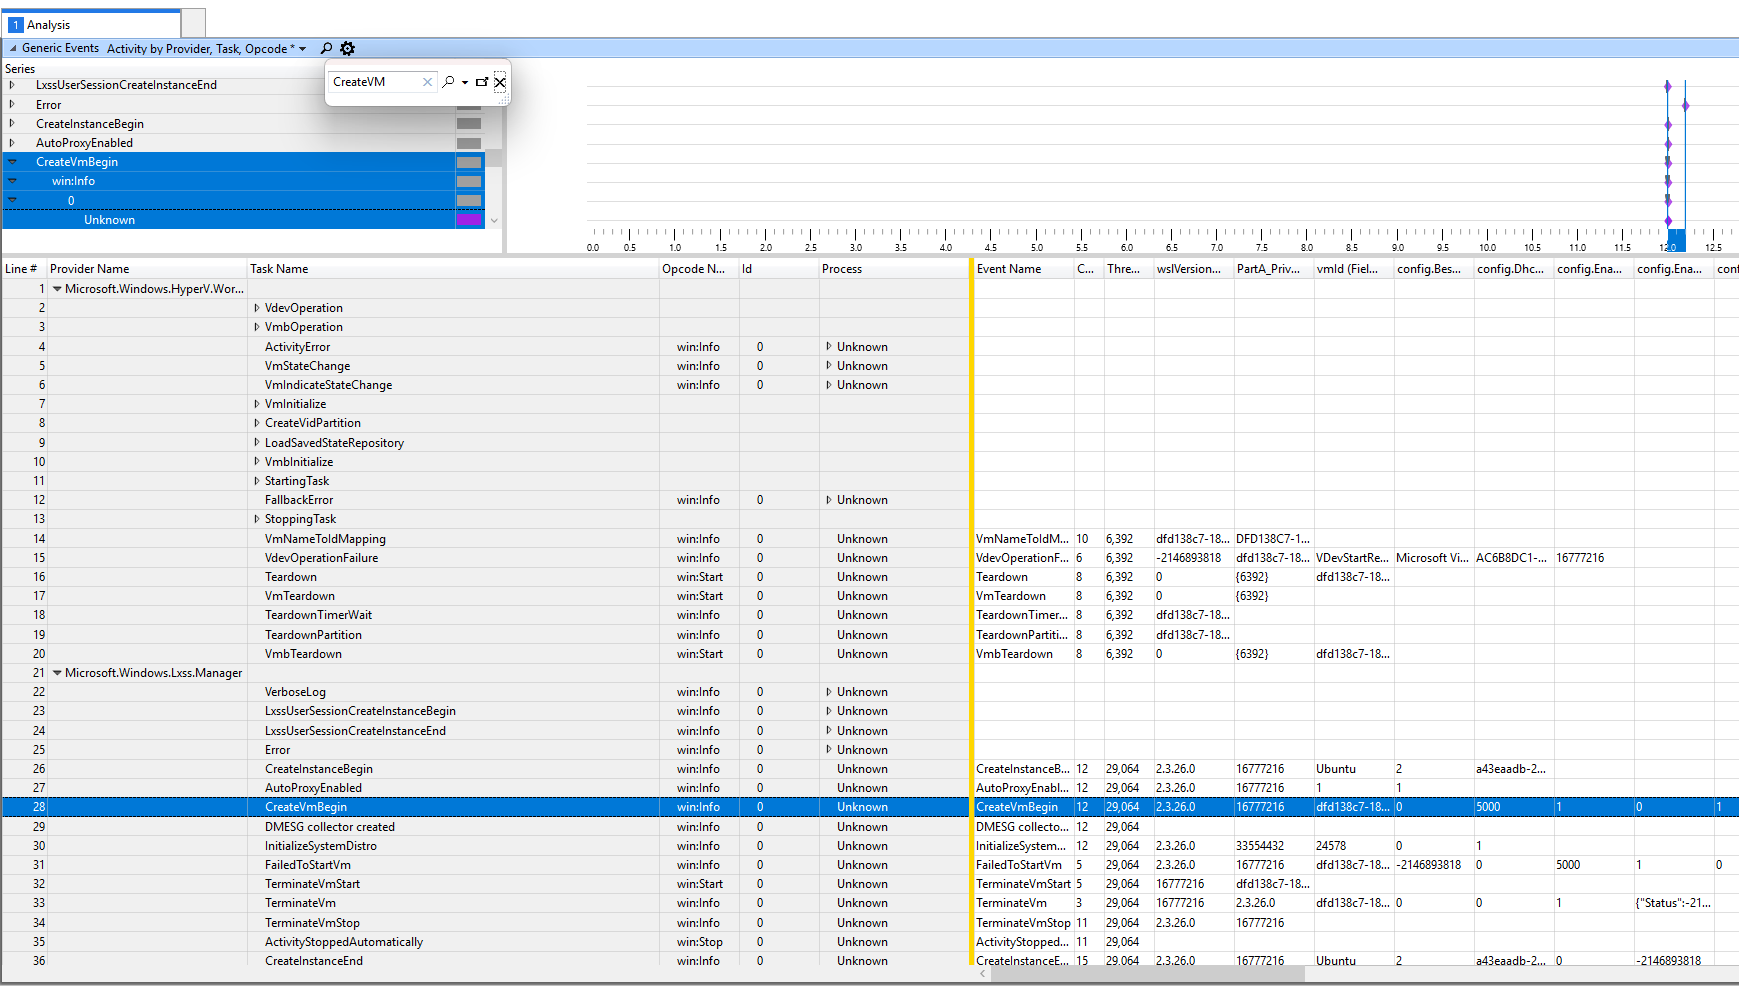 1 Analysis
Generic Events Activity by Provider, Task, Opcode *
Series
CreateVM
LxssUserSessionCreateInstanceEnd
Error
CreateInstanceBegin
AutoProxyEnabled
CreateVmBegin
win:Info
0
Unknown
0.0 0.5 1.0 1.5 2.0 2.5 3.0 3.5 4.0 4.5 5.0 5.5 6.0 6.5 7.0 7.5 8.0 8.5 9.0 9.5 10.0 10.5 11.0 11.5 12.0 12.5
Line # Provider Name Task Name Opcode N... Id Process Event Name C... Thre... wslVersion... PartA_Priv... vmId (Fiel... config.Bes... config.Dhc... config.Ena... config.Ena... conf
1 Microsoft.Windows.HyperV.Wor...
2 VdevOperation
3 VmbOperation
4 ActivityError win:Info 0 Unknown
5 VmStateChange win:Info 0 Unknown
6 VmIndicateStateChange win:Info 0 Unknown
7 VmInitialize
8 CreateVidPartition
9 LoadSavedStateRepository
10 VmbInitialize
11 StartingTask
12 FallbackError win:Info 0 Unknown
13 StoppingTask
14 VmNameToIdMapping win:Info 0 Unknown VmNameToIdM... 10 6,392 dfd138c7-18... DFD138C7-1...
15 VdevOperationFailure win:Info 0 Unknown VdevOperationF... 6 6,392 -2146893818 dfd138c7-18... VDevStartRe... Microsoft Vi... AC6B8DC1-... 16777216
16 Teardown win:Start 0 Unknown Teardown 8 6,392 0 {6392} dfd138c7-18...
17 VmTeardown win:Start 0 Unknown VmTeardown 8 6,392 0 {6392}
18 TeardownTimerWait win:Info 0 Unknown TeardownTimer... 8 6,392 dfd138c7-18...
19 TeardownPartition win:Info 0 Unknown TeardownPartiti... 8 6,392 dfd138c7-18...
20 VmbTeardown win:Start 0 Unknown VmbTeardown 8 6,392 0 {6392} dfd138c7-18...
21 Microsoft.Windows.Lxss.Manager
22 VerboseLog win:Info 0 Unknown
23 LxssUserSessionCreateInstanceBegin win:Info 0 Unknown
24 LxssUserSessionCreateInstanceEnd win:Info 0 Unknown
25 Error win:Info 0 Unknown
26 CreateInstanceBegin win:Info 0 Unknown CreateInstanceB... 12 29,064 2.3.26.0 16777216 Ubuntu 2 a43eaadb-2...
27 AutoProxyEnabled win:Info 0 Unknown AutoProxyEnabl... 12 29,064 2.3.26.0 16777216 1 1
28 CreateVmBegin win:Info 0 Unknown CreateVmBegin 12 29,064 2.3.26.0 16777216 dfd138c7-18... 0 5000 1 0 1
29 DMESG collector created win:Info 0 Unknown DMESG collecto... 12 29,064
30 InitializeSystemDistro win:Info 0 Unknown InitializeSystem... 12 29,064 2.3.26.0 33554432 24578 0 1
31 FailedToStartVm win:Info 0 Unknown FailedToStartVm 5 29,064 2.3.26.0 16777216 dfd138c7-18... -2146893818 0 5000 1 0
32 TerminateVmStart win:Start 0 Unknown TerminateVmStart 5 29,064 16777216 dfd138c7-18...
33 TerminateVm win:Info 0 Unknown TerminateVm 3 29,064 16777216 2.3.26.0 dfd138c7-18... 0 0 1 {"Status":-21...
34 TerminateVmStop win:Info 0 Unknown TerminateVmStop 11 29,064 2.3.26.0 16777216
35 ActivityStoppedAutomatically win:Stop 0 Unknown ActivityStopped... 11 29,064
36 CreateInstanceEnd win:Info 0 Unknown CreateInstanceE... 15 29,064 2.3.26.0 16777216 Ubuntu 2 a43eaadb-2... 0 -2146893818